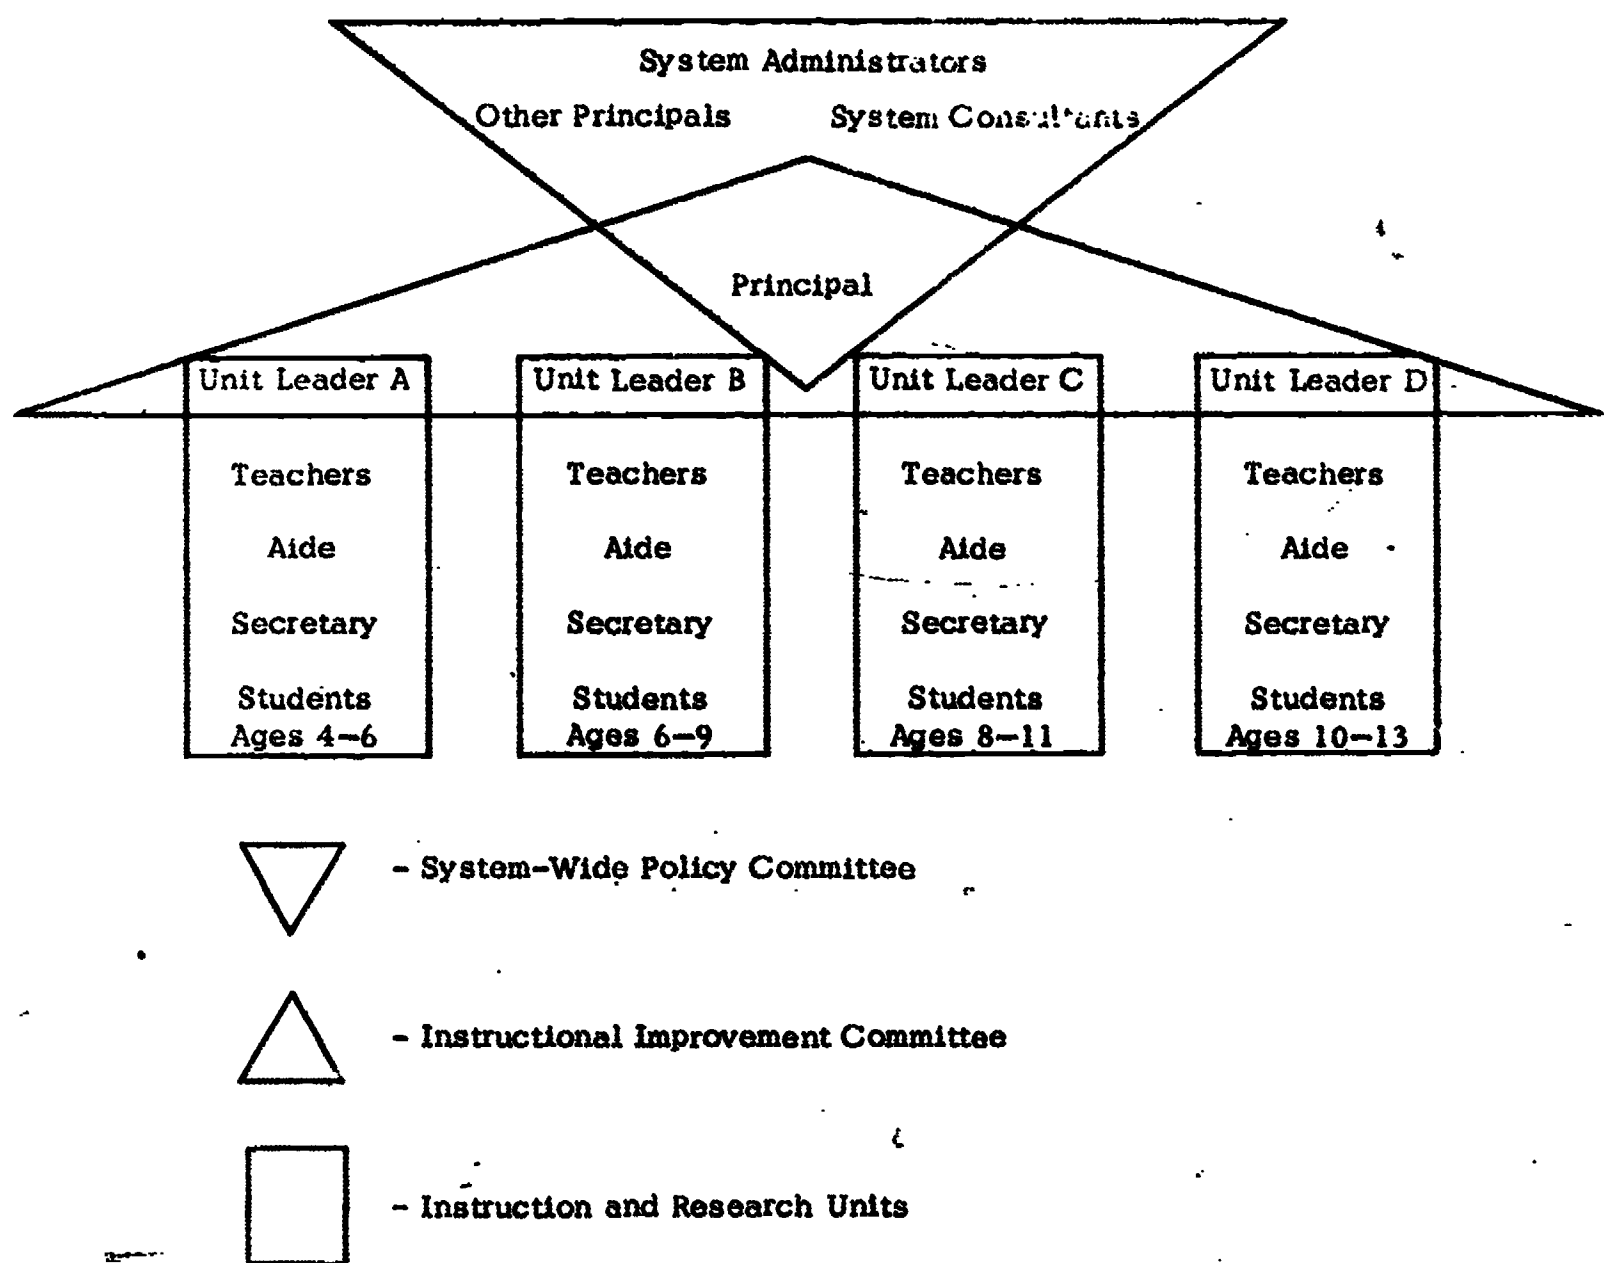 System Administrators
Other Principals System Consultants
Principal
Unit Leader A Unit Leader B Unit Leader C Unit Leader D
Teachers Teachers Teachers Teachers
Aide Aide Aide Aide
Secretary Secretary Secretary Secretary
Students Students Students Students
Ages 4–6 Ages 6–9 Ages 8–11 Ages 10–13
- System-Wide Policy Committee
- Instructional Improvement Committee
- Instruction and Research Units